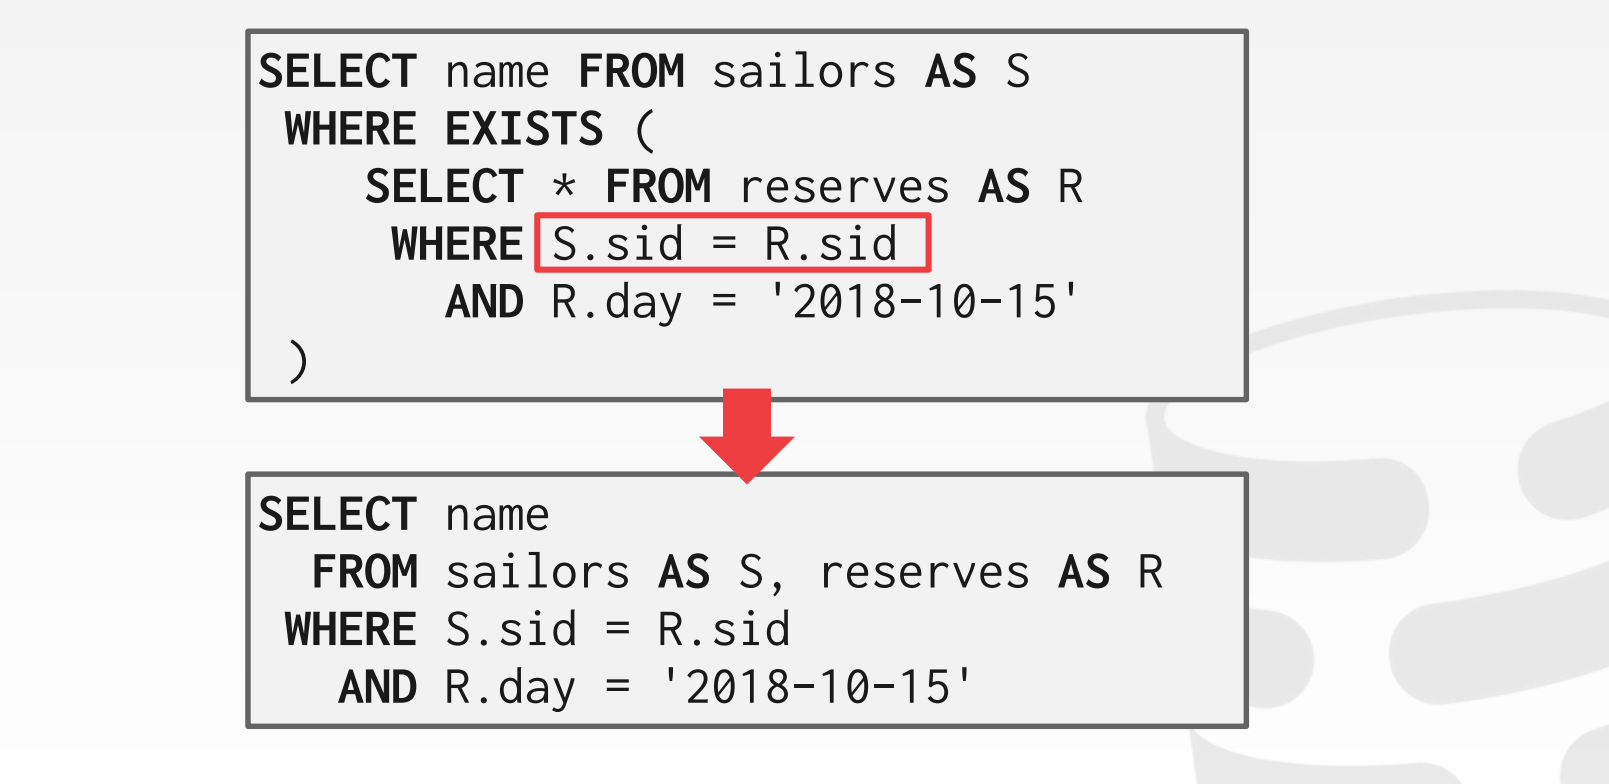 SELECT name FROM sailors AS S
WHERE EXISTS (
SELECT * FROM reserves AS R
WHERE S.sid = R.sid
AND R.day = '2018-10-15'
)
SELECT name
FROM sailors AS S, reserves AS R
WHERE S.sid = R.sid
AND R.day = '2018-10-15'